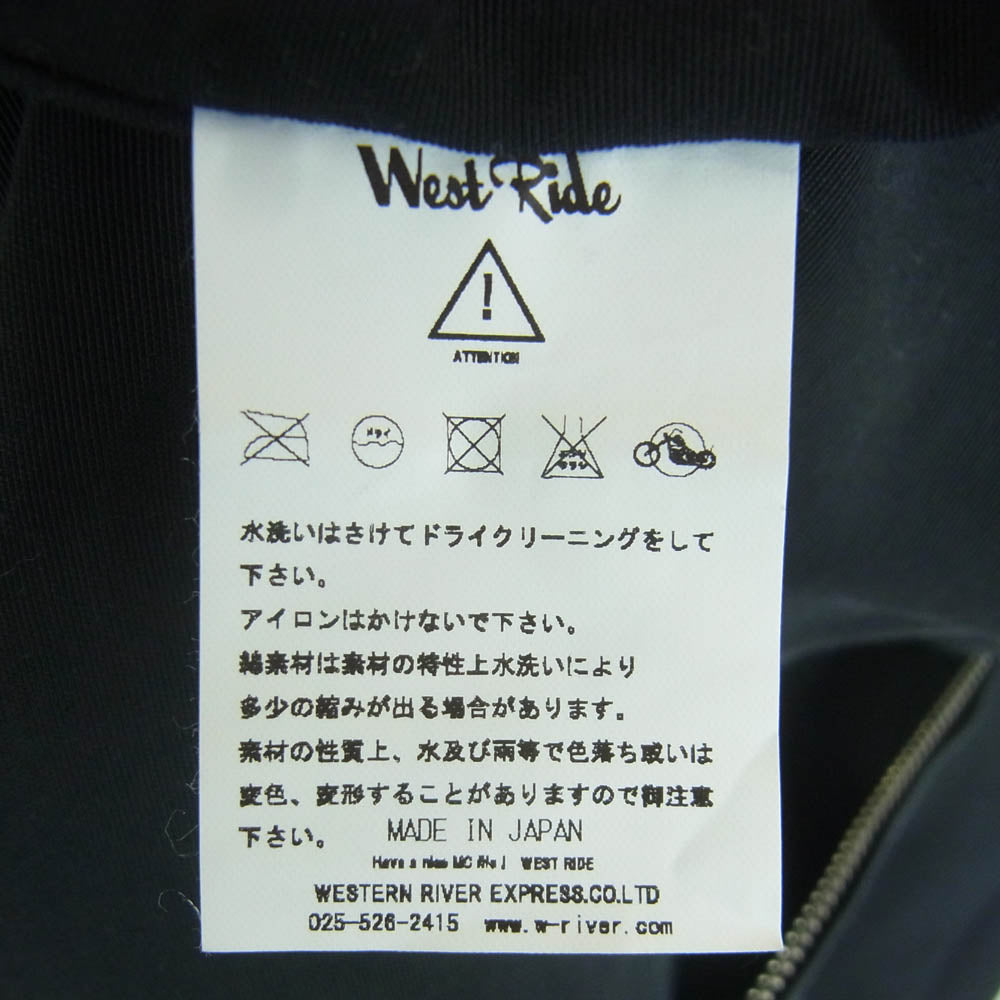 West Ride
!
ATTENTION
ドライ
水洗いはさけてドライクリーニングをして
下さい。
アイロンはかけないで下さい。
綿素材は素材の特性上水洗いにより
多少の縮みが出る場合があります。
素材の性質上、水及び雨等で色落ち或いは
変色、変形することがありますので御注意
下さい。 MADE IN JAPAN
Have a nice MC life! WEST RIDE
WESTERN RIVER EXPRESS.CO.LTD
025-526-2415 www.w-river.com